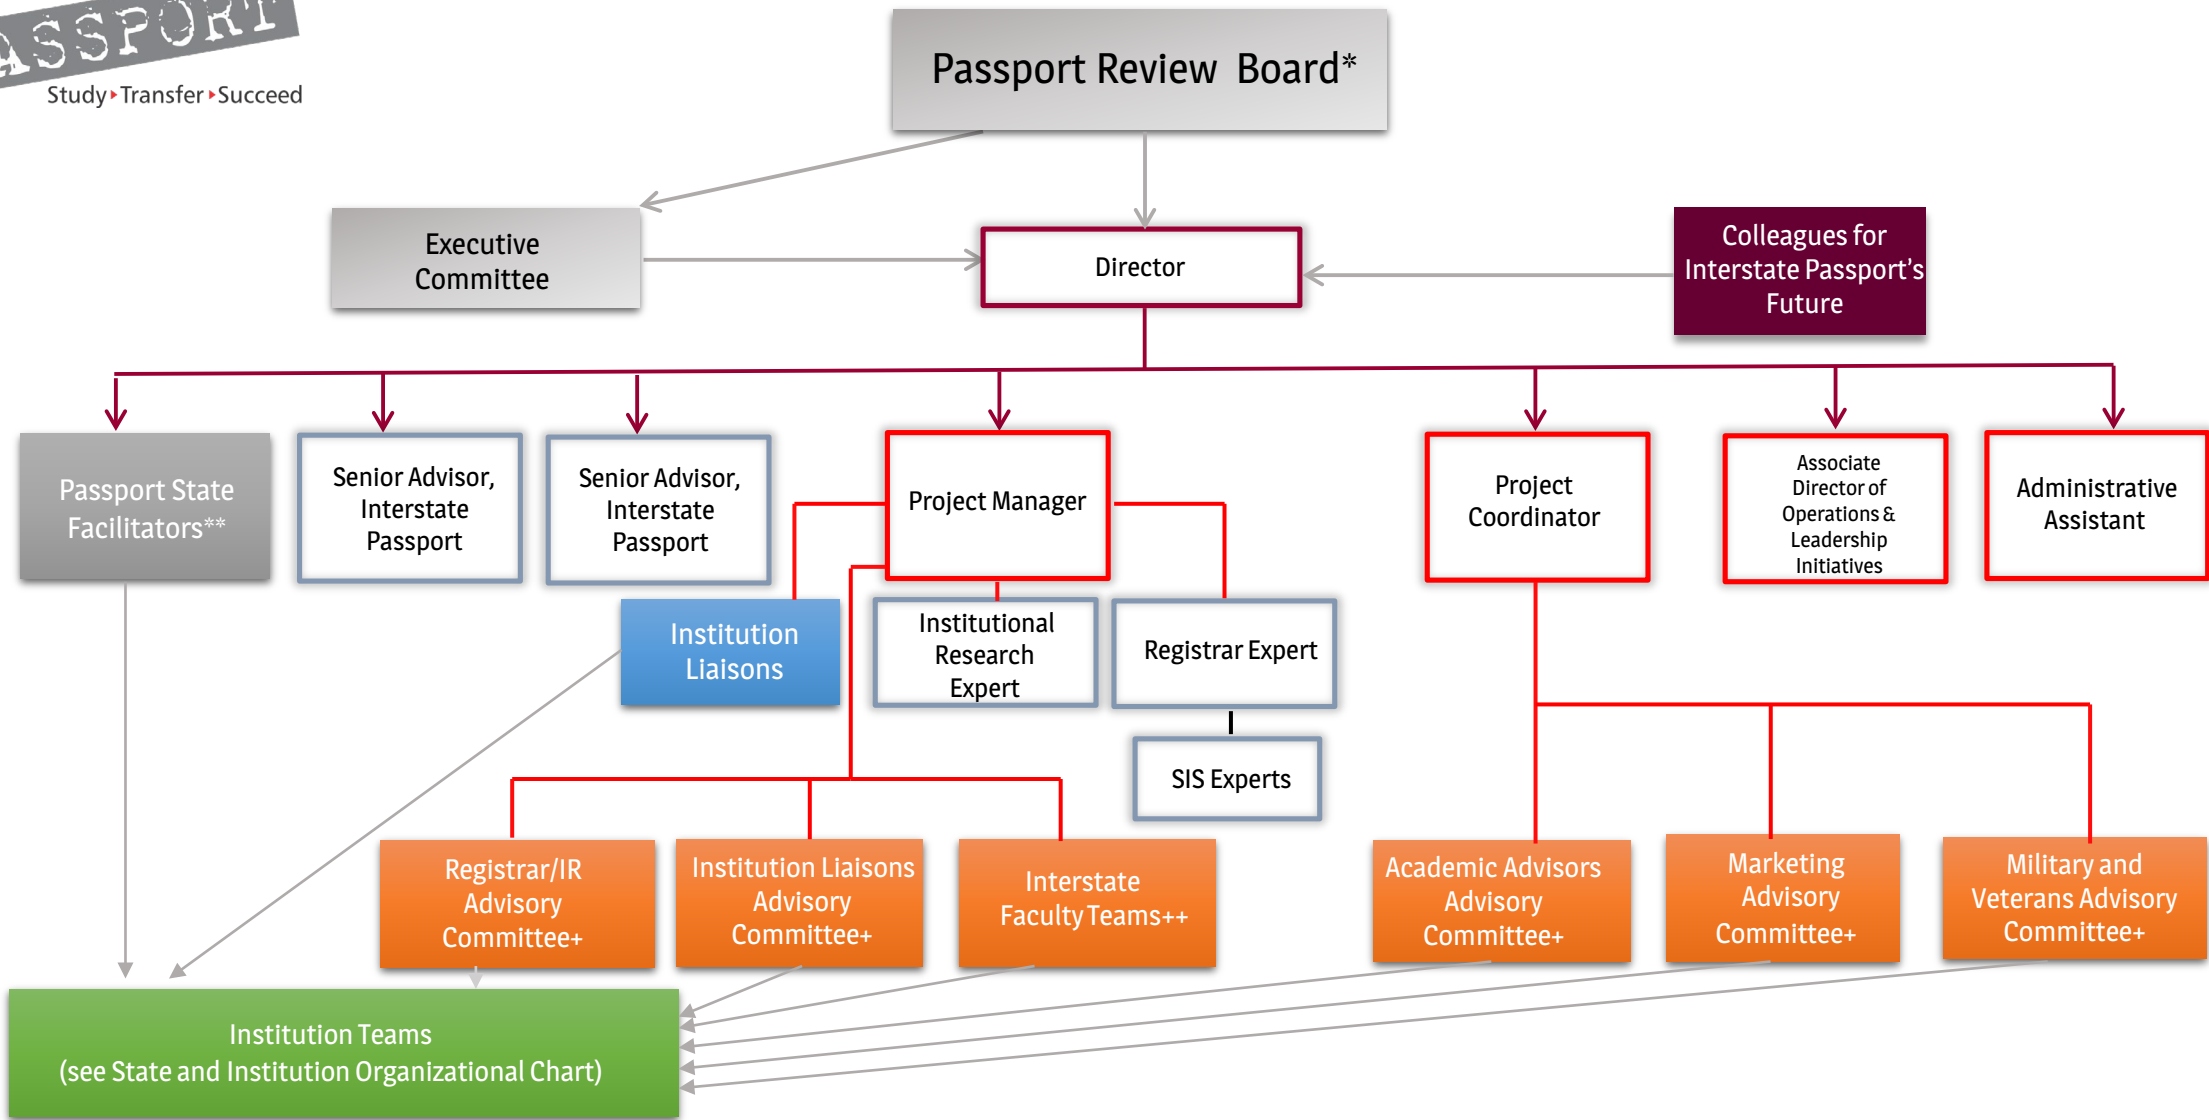 ASSPORT
Study▸Transfer▸Succeed
Passport Review Board*
Executive
Committee
Director
Colleagues for
Interstate Passport's
Future
Passport State
Facilitators**
Senior Advisor,
Interstate
Passport
Senior Advisor,
Interstate
Passport
Project Manager
Project
Coordinator
Associate
Director of
Operations &
Leadership
Initiatives
Administrative
Assistant
Institution
Liaisons
Institutional
Research
Expert
Registrar Expert
SIS Experts
Registrar/IR
Advisory
Committee+
Institution Liaisons
Advisory
Committee+
Interstate
Faculty Teams++
Academic Advisors
Advisory
Committee+
Marketing
Advisory
Committee+
Military and
Veterans Advisory
Committee+
Institution Teams
(see State and Institution Organizational Chart)